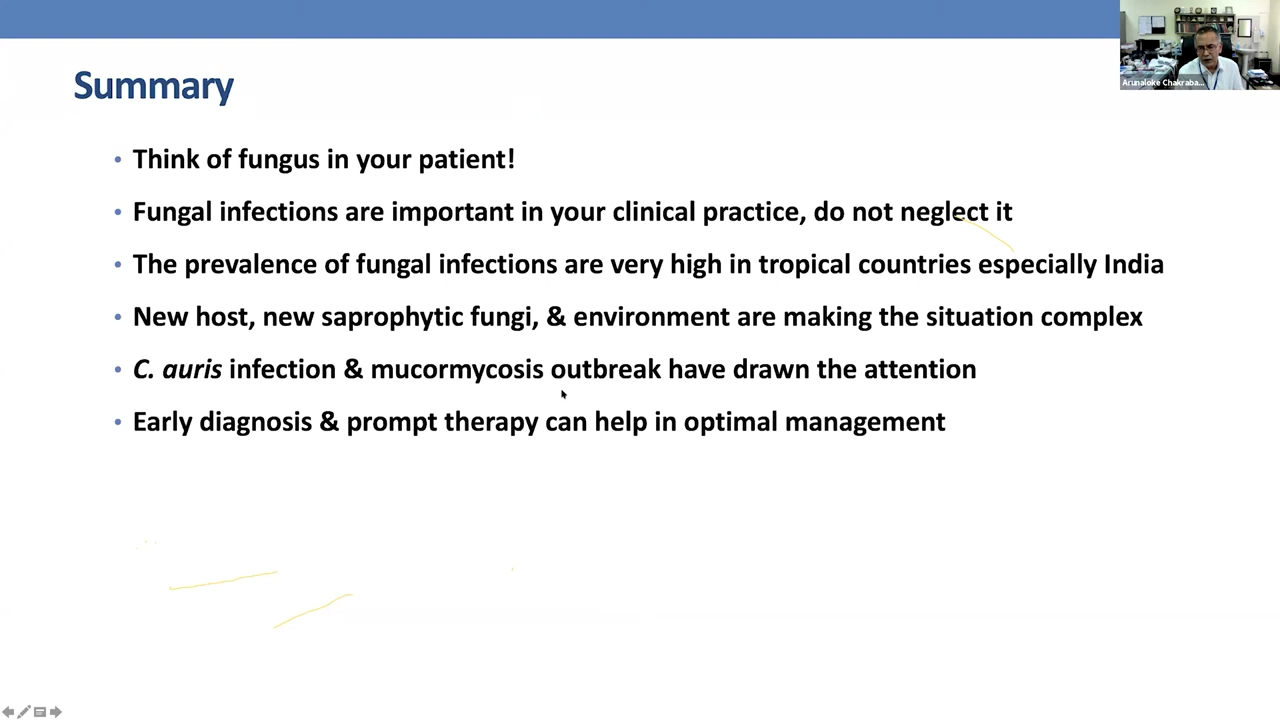 Arunaloke Chakraba...
Summary
• Think of fungus in your patient!
• Fungal infections are important in your clinical practice, do not neglect it
• The prevalence of fungal infections are very high in tropical countries especially India
• New host, new saprophytic fungi, & environment are making the situation complex
• C. auris infection & mucormycosis outbreak have drawn the attention
• Early diagnosis & prompt therapy can help in optimal management